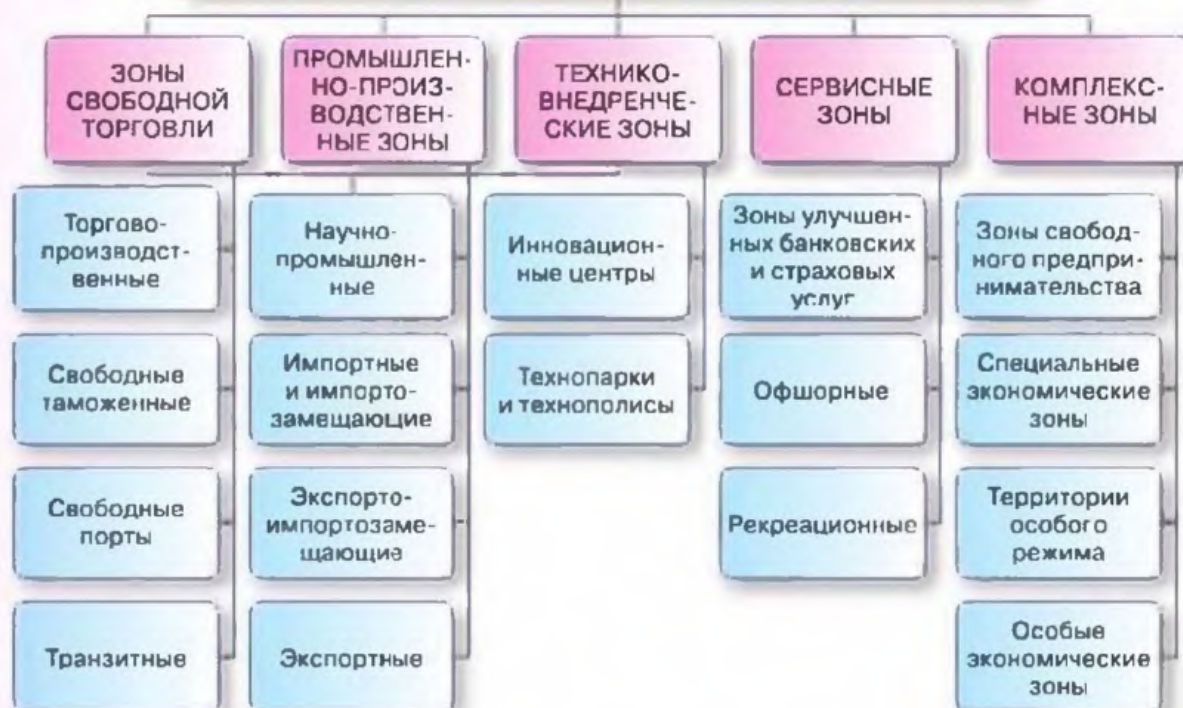 ЗОНЫ
СВОБОДНОЙ
ТОРГОВЛИ
ПРОМЫШЛЕН-
НО-ПРОИЗ-
ВОДСТВЕН-
НЫЕ ЗОНЫ
ТЕХНИКО-
ВНЕДРЕНЧЕ-
СКИЕ ЗОНЫ
СЕРВИСНЫЕ
ЗОНЫ
КОМПЛЕКС-
НЫЕ ЗОНЫ
Торгово-
производст-
венные
Свободные
таможенные
Свободные
порты
Транзитные
Научно-
промышлен-
ные
Импортные
и импорто-
замещающие
Экспорто-
импортозаме-
щающие
Экспортные
Инновацион-
ные центры
Технопарки
и технополисы
Зоны улучшен-
ных банковских
и страховых
услуг
Офшорные
Рекреационные
Зоны свобод-
ного предпри-
нимательства
Специальные
экономические
зоны
Территории
особого
режима
Особые
экономические
зоны